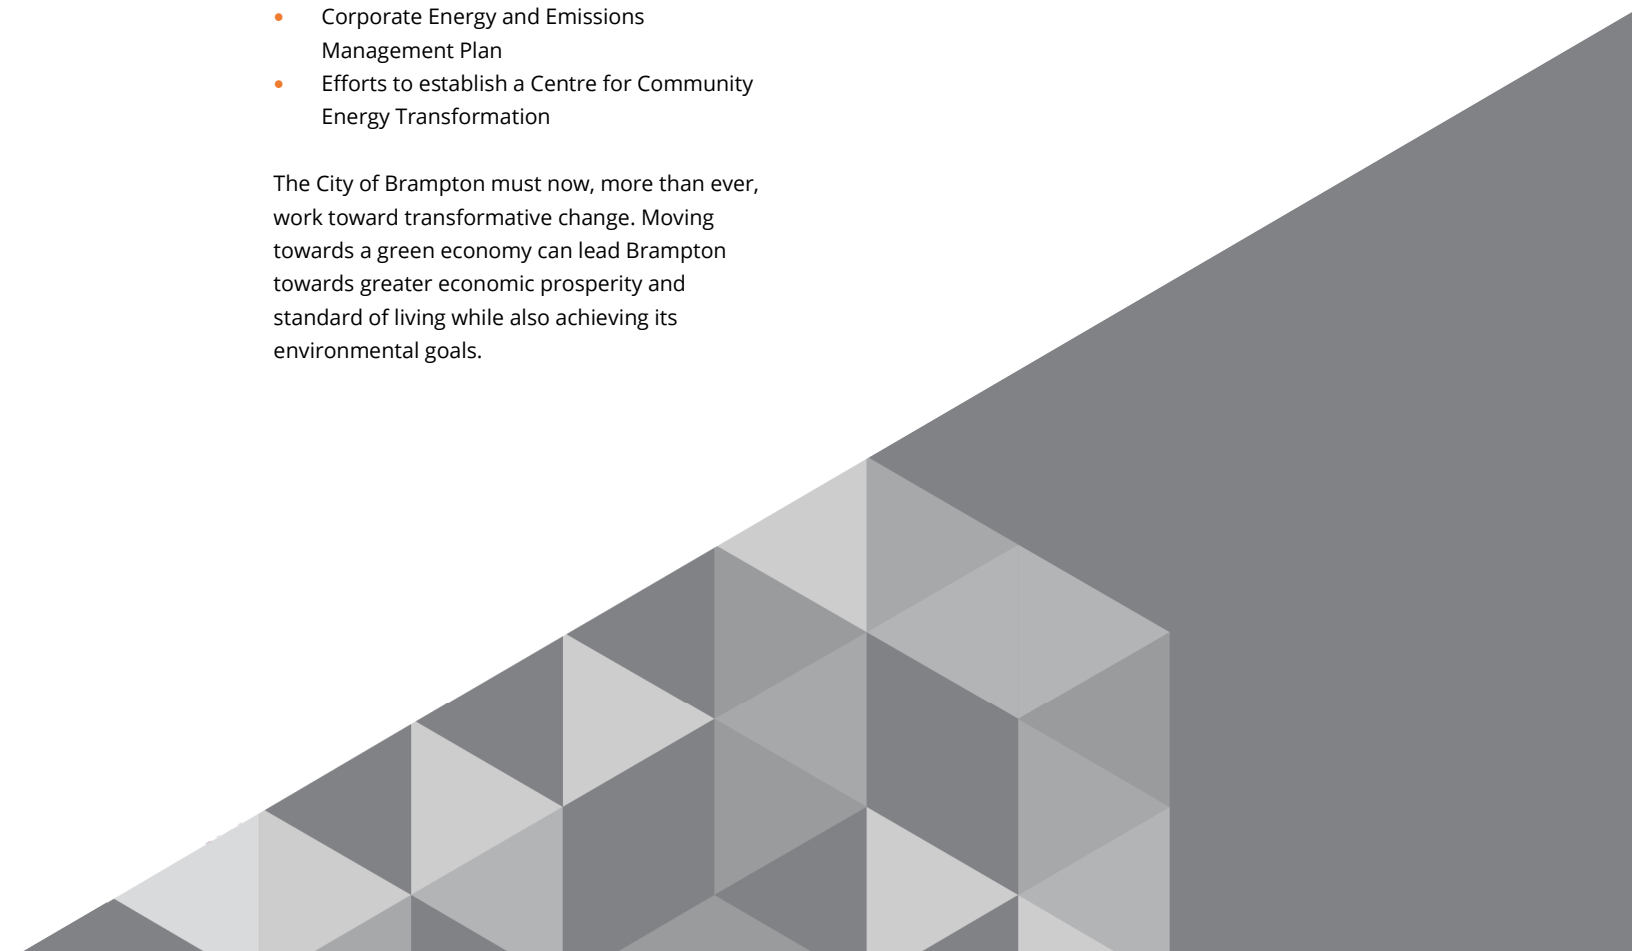 • Corporate Energy and Emissions
Management Plan
• Efforts to establish a Centre for Community
Energy Transformation
The City of Brampton must now, more than ever,
work toward transformative change. Moving
towards a green economy can lead Brampton
towards greater economic prosperity and
standard of living while also achieving its
environmental goals.